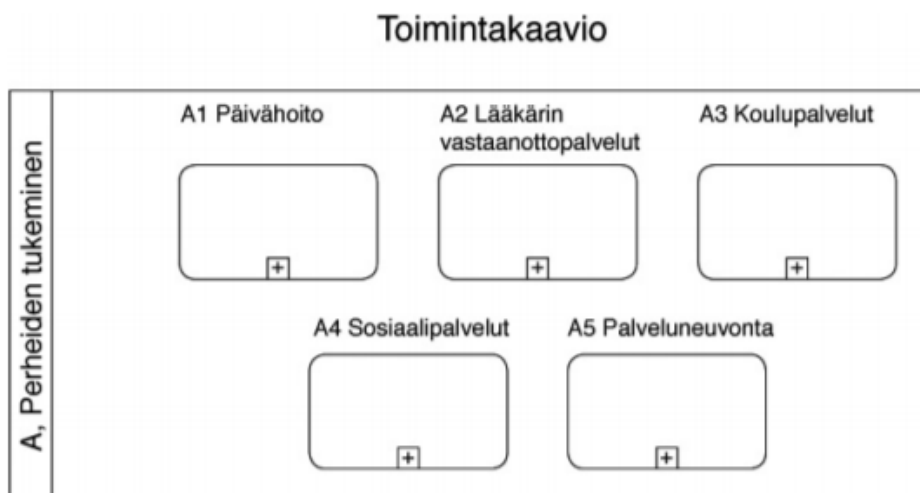 Toimintakaavio
A, Perheiden tukeminen
A1 Päivähoito
A2 Lääkärin
vastaanottopalvelut
A3 Koulupalvelut
A4 Sosiaalipalvelut
A5 Palveluneuvonta